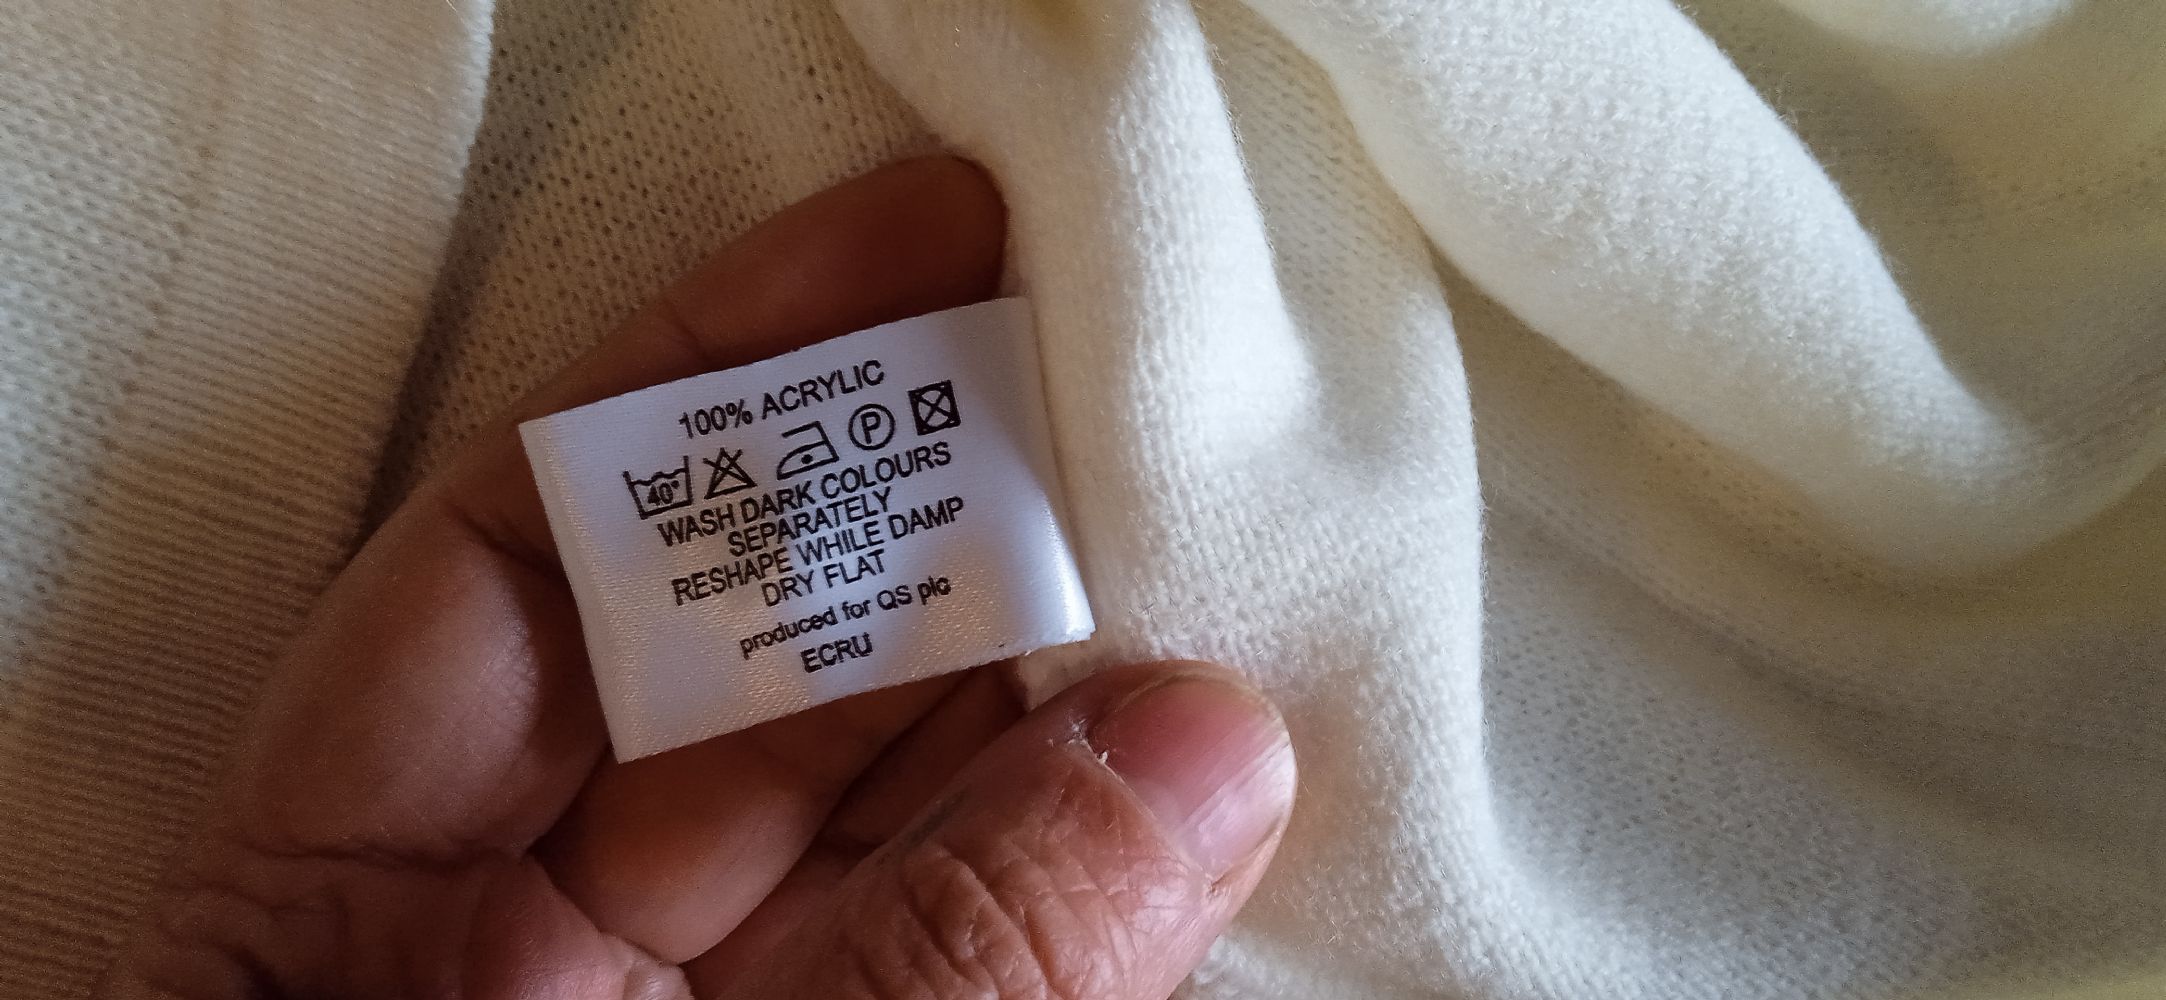 100% ACRYLIC
40° P
WASH DARK COLOURS
SEPARATELY
RESHAPE WHILE DAMP
DRY FLAT
produced for QS plc
ECRU